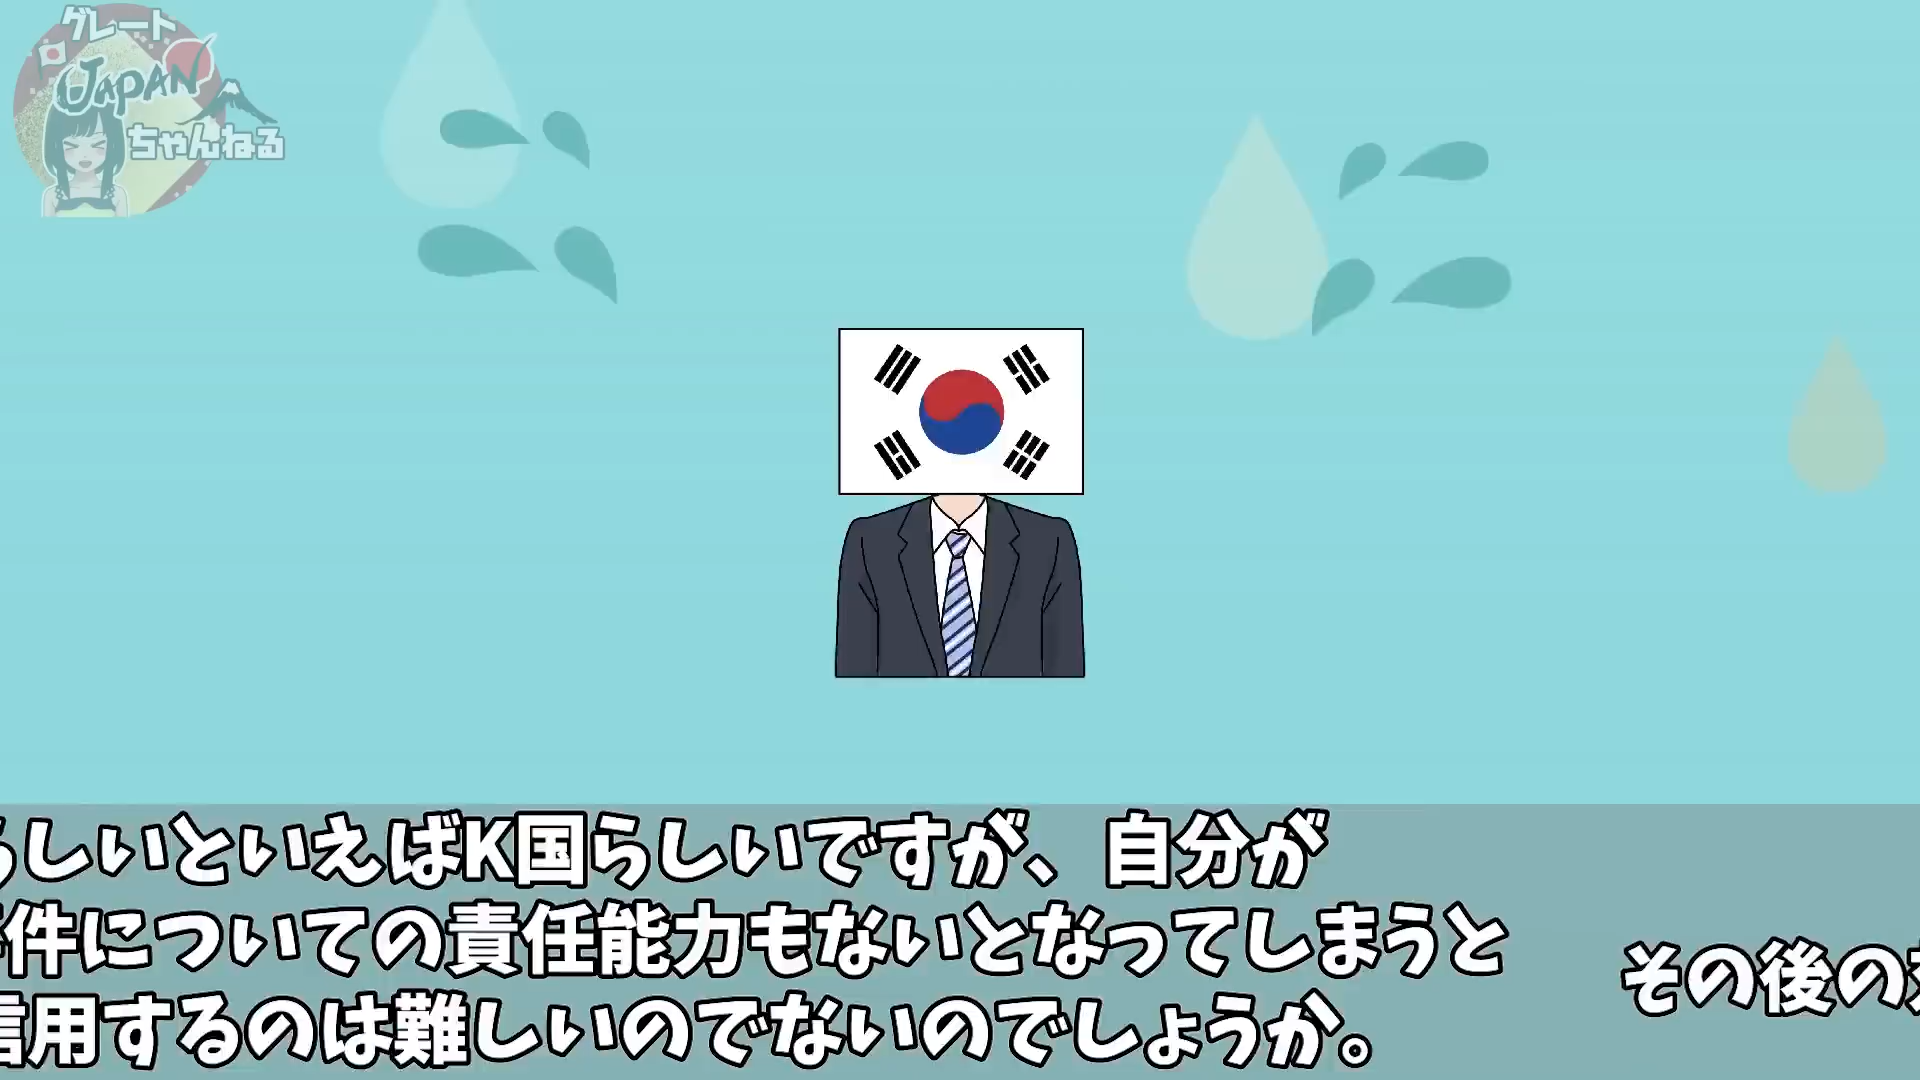 グレート
JAPAN
ちゃんねる
らしいといえばK国らしいですが、自分が
件についての責任能力もないとなってしまうと
信用するのは難しいのでないのでしょうか。
その後の